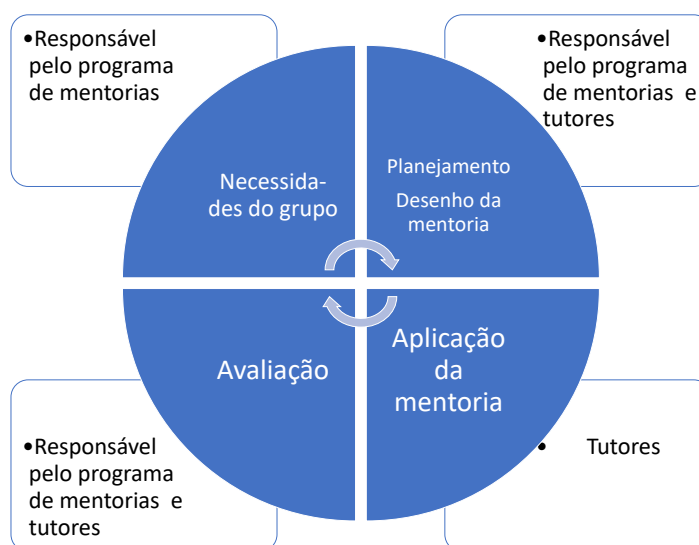 •Responsável
pelo programa
de mentorias
•Responsável
pelo programa
de mentorias e
tutores
Necessida-
des do grupo
Planejamento
Desenho da
mentoria
Avaliação
Aplicação
da
mentoria
•Responsável
pelo programa
de mentorias e
tutores
• Tutores